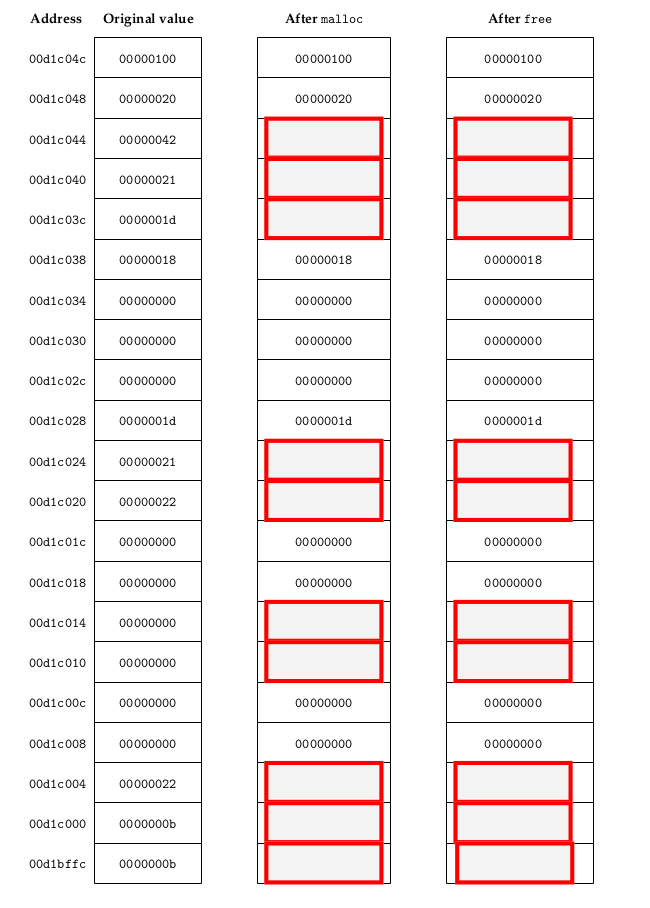 Address Original value After malloc After free
00d1c04c 00000100 00000100 00000100
00d1c048 00000020 00000020 00000020
00d1c044 00000042
00d1c040 00000021
00d1c03c 0000001d
00d1c038 00000018 00000018 00000018
00d1c034 00000000 00000000 00000000
00d1c030 00000000 00000000 00000000
00d1c02c 00000000 00000000 00000000
00d1c028 0000001d 0000001d 0000001d
00d1c024 00000021
00d1c020 00000022
00d1c01c 00000000 00000000 00000000
00d1c018 00000000 00000000 00000000
00d1c014 00000000
00d1c010 00000000
00d1c00c 00000000 00000000 00000000
00d1c008 00000000 00000000 00000000
00d1c004 00000022
00d1c000 0000000b
00d1bffc 0000000b